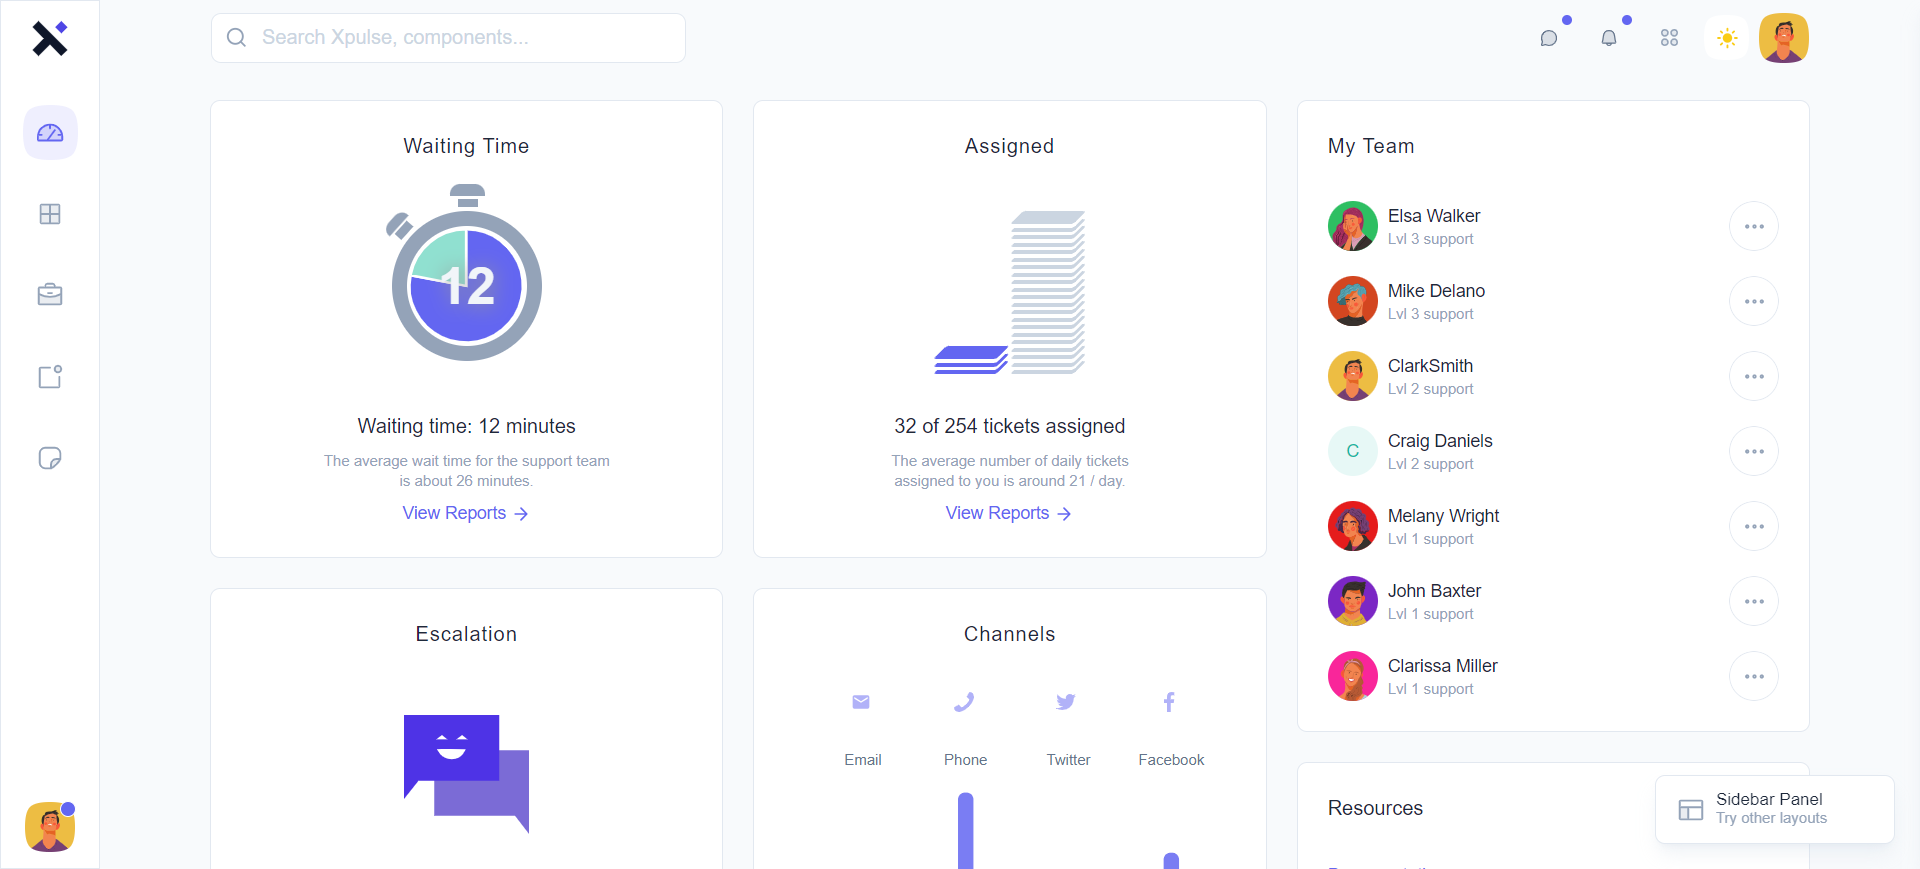 Search Xpulse, components...
Waiting Time
12
Waiting time: 12 minutes
The average wait time for the support team
is about 26 minutes.
View Reports
Assigned
32 of 254 tickets assigned
The average number of daily tickets
assigned to you is around 21 / day.
View Reports
My Team
Elsa Walker
Lvl 3 support
Mike Delano
Lvl 3 support
ClarkSmith
Lvl 2 support
C
Craig Daniels
Lvl 2 support
Melany Wright
Lvl 1 support
John Baxter
Lvl 1 support
Clarissa Miller
Lvl 1 support
Escalation
Channels
Email
Phone
Twitter
Facebook
Resources
Sidebar Panel
Try other layouts